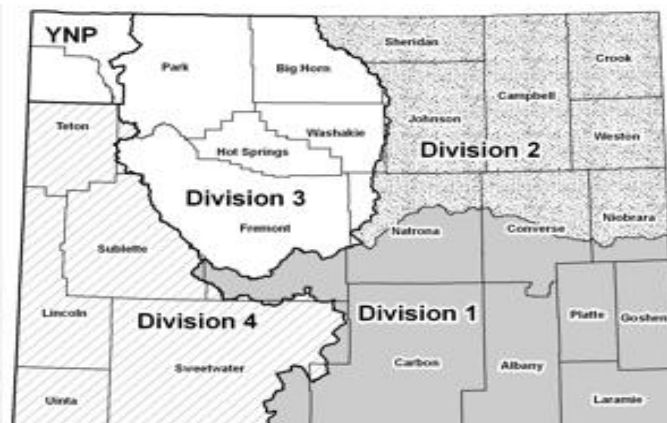 YNP
Sheridan
Crook
Park
Big Horn
Campbell
Teton
Johnson
Washakie
Weston
Hot Springs
Division 2
Division 3
Fremont
Natrona
Converse
Niobrara
Sublette
Lincoln
Division 4
Division 1
Platte
Goshen
Sweetwater
Carbon
Albany
Uinta
Laramie